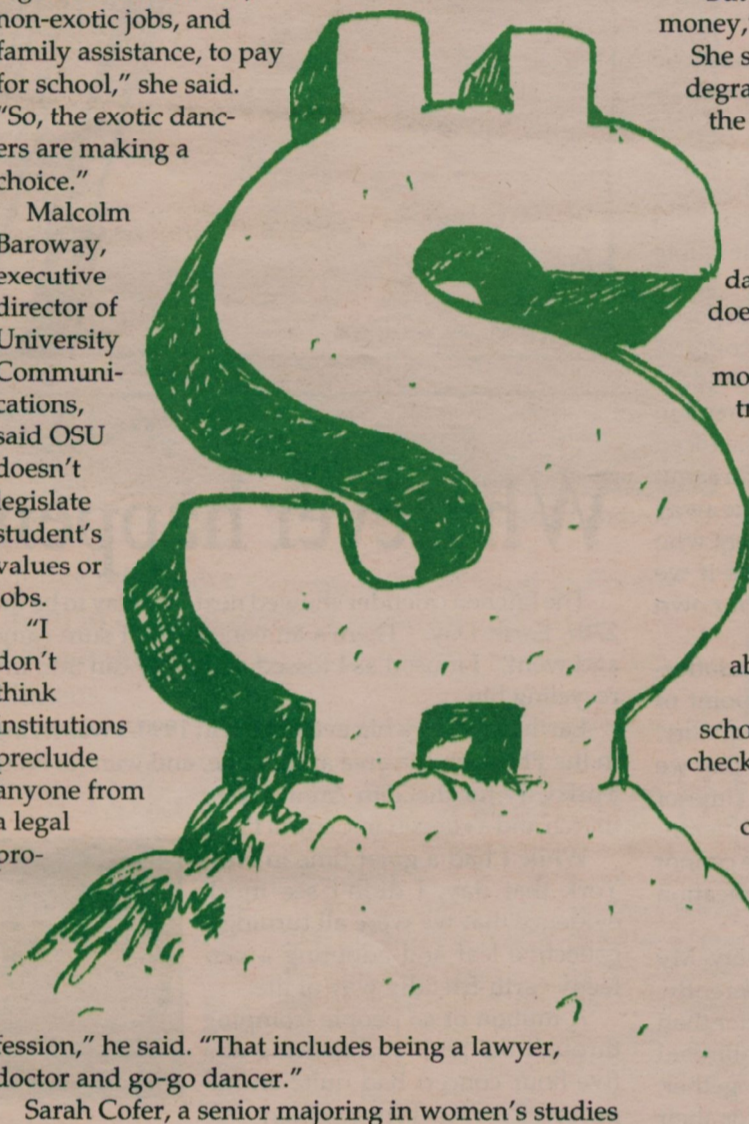 non-exotic jobs, and
family assistance, to pay
for school," she said.
"So, the exotic danc-
ers are making a
choice."
Malcolm
Baroway,
executive
director of
University
Communi-
cations,
said OSU
doesn't
legislate
student's
values or
jobs.
"I
don't
think
institutions
preclude
anyone from
a legal
pro-
fession," he said. "That includes being a lawyer,
doctor and go-go dancer."
Sarah Cofer, a senior majoring in women's studies
money,
She s
degra
the
da
doe
mo
tr
ab
scho
check